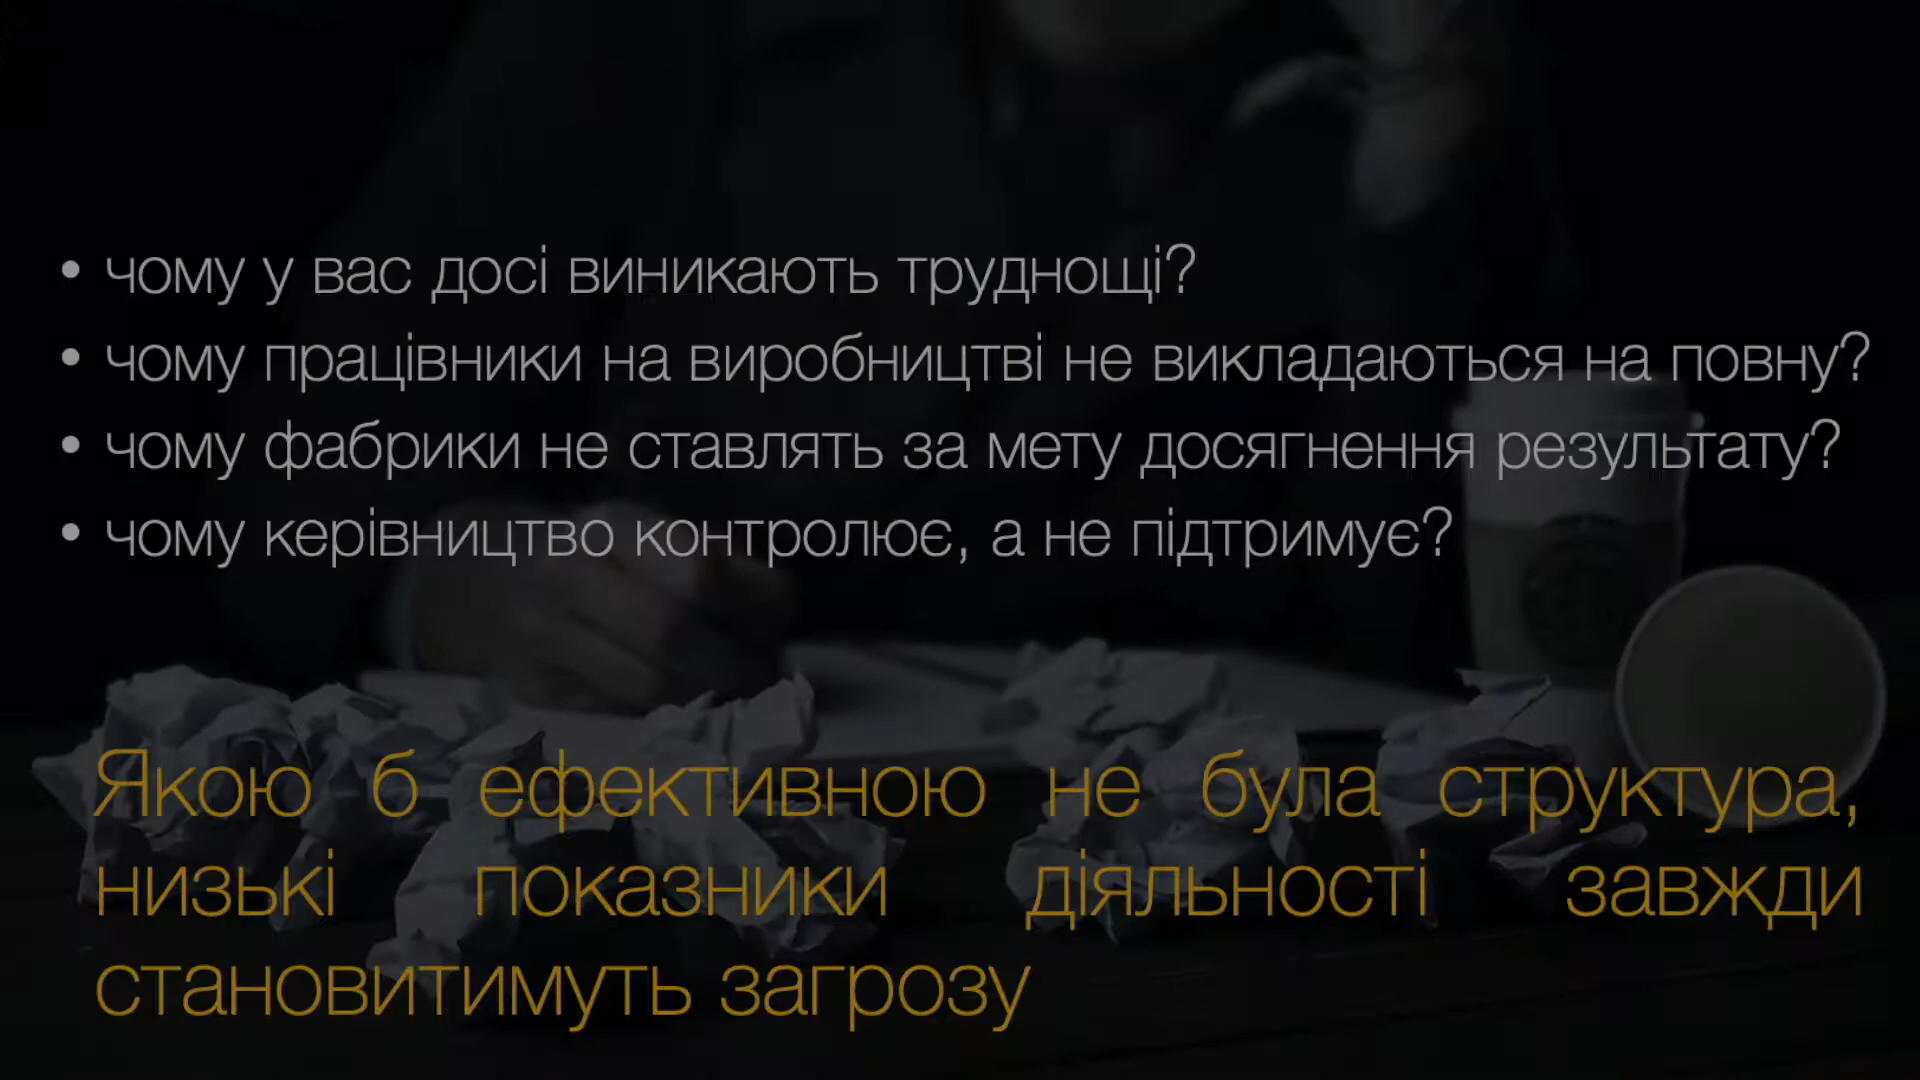 • чому у вас досі виникають труднощі?
• чому працівники на виробництві не викладаються на повну?
• чому фабрики не ставлять за мету досягнення результату?
• чому керівництво контролює, а не підтримує?
Якою б ефективною не була структура,
низькі показники діяльності завжди
становитимуть загрозу